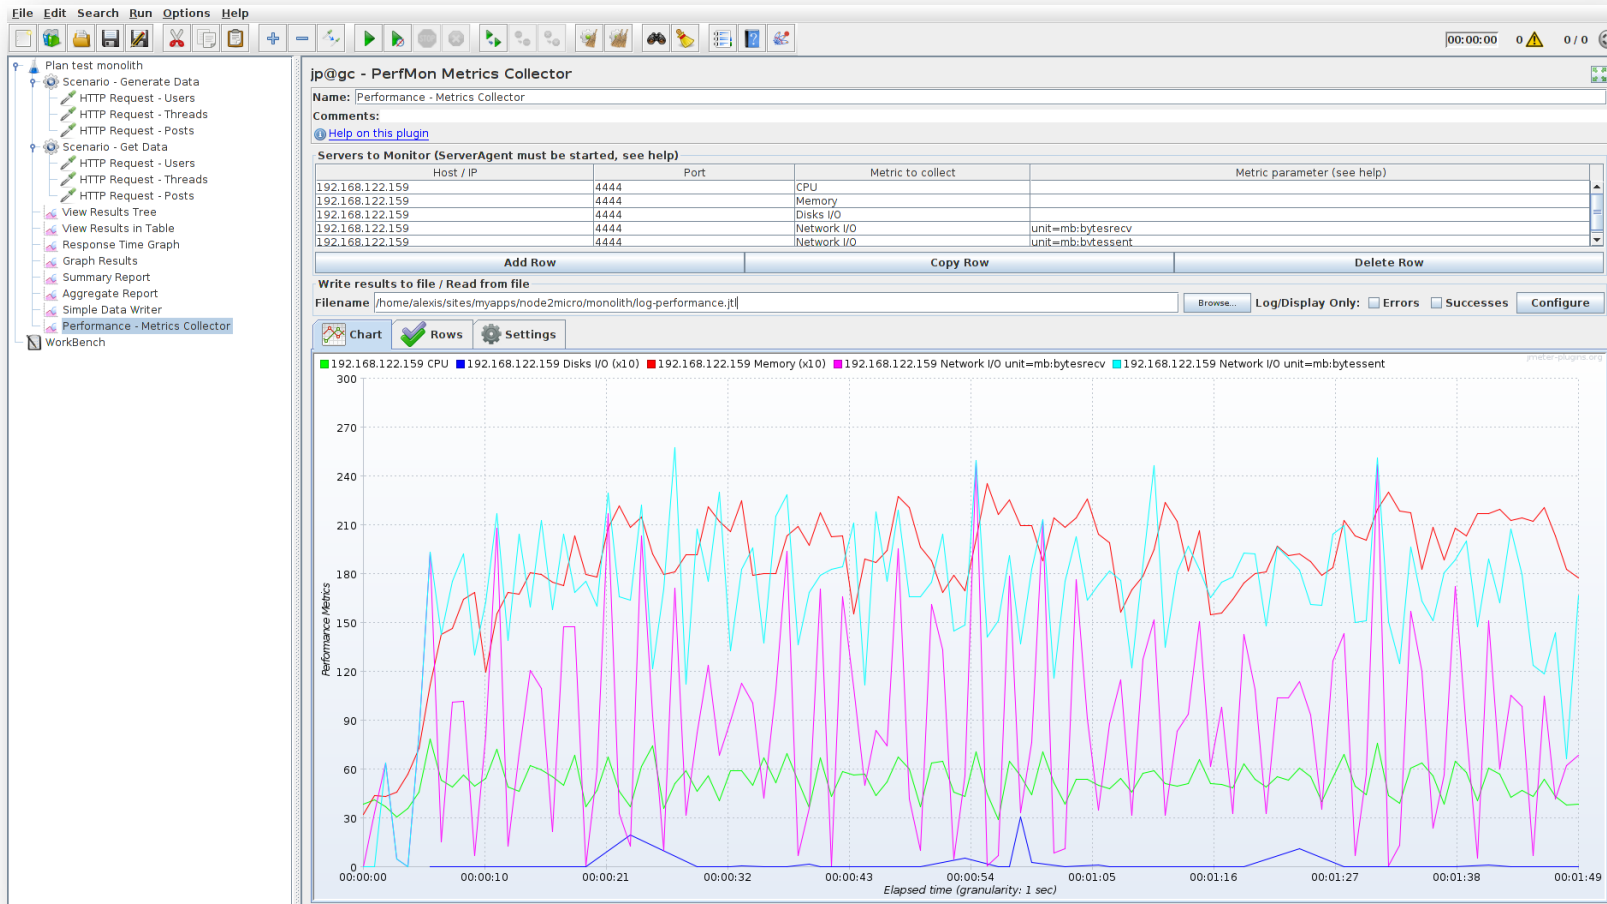 File Edit Search Run Options Help
00:00:00 0 0 / 0
Plan test monolith
Scenario - Generate Data
HTTP Request - Users
HTTP Request - Threads
HTTP Request - Posts
Scenario - Get Data
HTTP Request - Users
HTTP Request - Threads
HTTP Request - Posts
View Results Tree
View Results in Table
Response Time Graph
Graph Results
Summary Report
Aggregate Report
Simple Data Writer
Performance - Metrics Collector
WorkBench
jp@gc - PerfMon Metrics Collector
Name: Performance - Metrics Collector
Comments:
Help on this plugin
Servers to Monitor (ServerAgent must be started, see help)
Host / IP Port Metric to collect Metric parameter (see help)
192.168.122.159 4444 CPU
192.168.122.159 4444 Memory
192.168.122.159 4444 Disks I/O
192.168.122.159 4444 Network I/O unit=mb:bytesrecv
192.168.122.159 4444 Network I/O unit=mb:bytessent
Add Row Copy Row Delete Row
Write results to file / Read from file
Filename /home/alexis/sites/myapps/node2micro/monolith/log-performance.jtl Browse... Log/Display Only: Errors Successes Configure
Chart Rows Settings
jmeter-plugins.org
192.168.122.159 CPU 192.168.122.159 Disks I/O (x10) 192.168.122.159 Memory (x10) 192.168.122.159 Network I/O unit=mb:bytesrecv 192.168.122.159 Network I/O unit=mb:bytessent
300
270
240
210
180
150
120
90
60
30
0
Performance Metrics
00:00:00 00:00:10 00:00:21 00:00:32 00:00:43 00:00:54 00:01:05 00:01:16 00:01:27 00:01:38 00:01:49
Elapsed time (granularity: 1 sec)